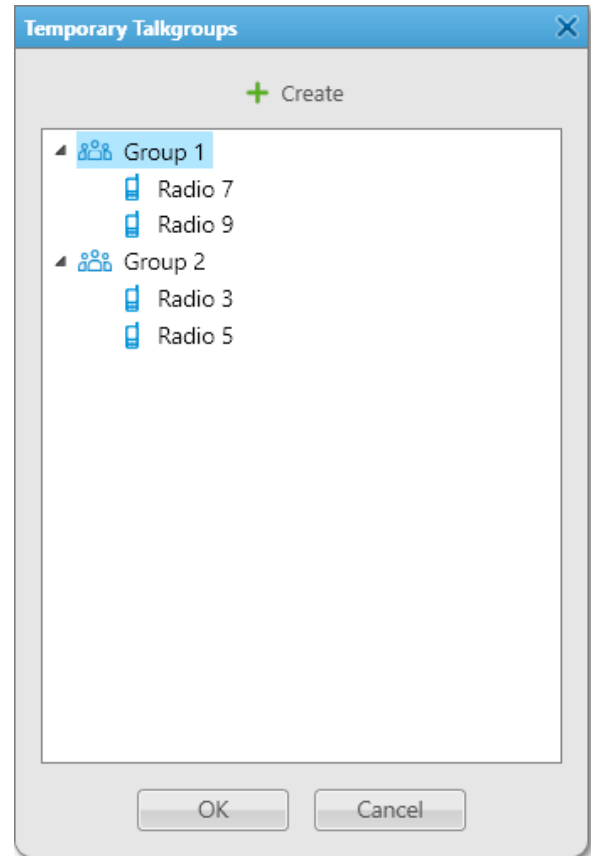 Temporary Talkgroups
Create
Group 1
Radio 7
Radio 9
Group 2
Radio 3
Radio 5
OK Cancel